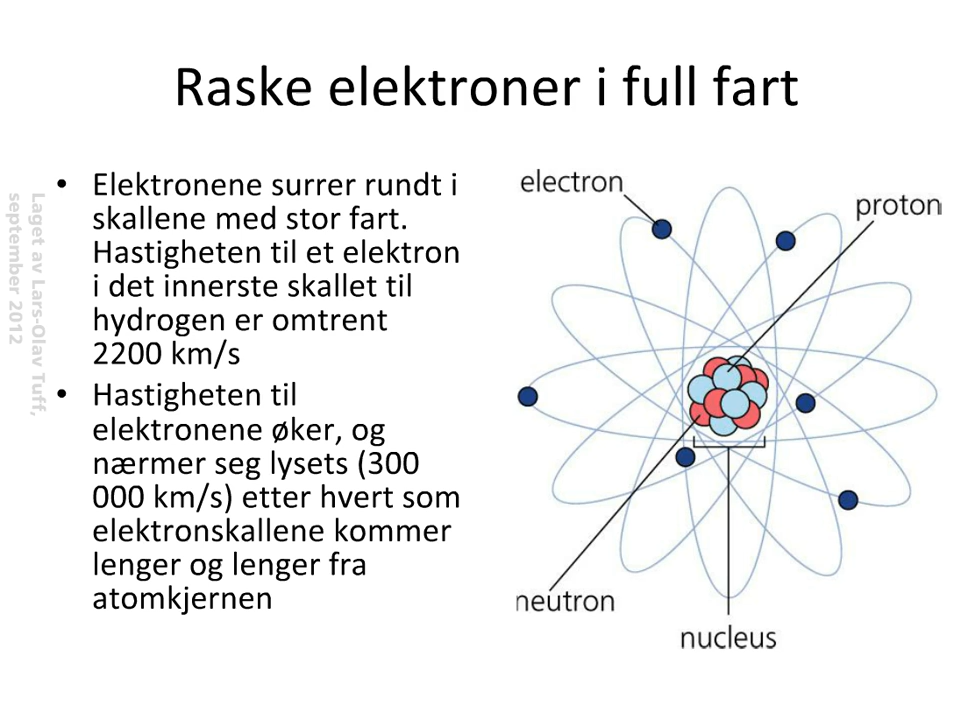 Raske elektroner i full fart
Laget av Lars-Olav Tuff,
september 2012
• Elektronene surrer rundt i
skallene med stor fart.
Hastigheten til et elektron
i det innerste skallet til
hydrogen er omtrent
2200 km/s
• Hastigheten til
elektronene øker, og
nærmer seg lysets (300
000 km/s) etter hvert som
elektronskallene kommer
lenger og lenger fra
atomkjernen
electron
proton
neutron
nucleus